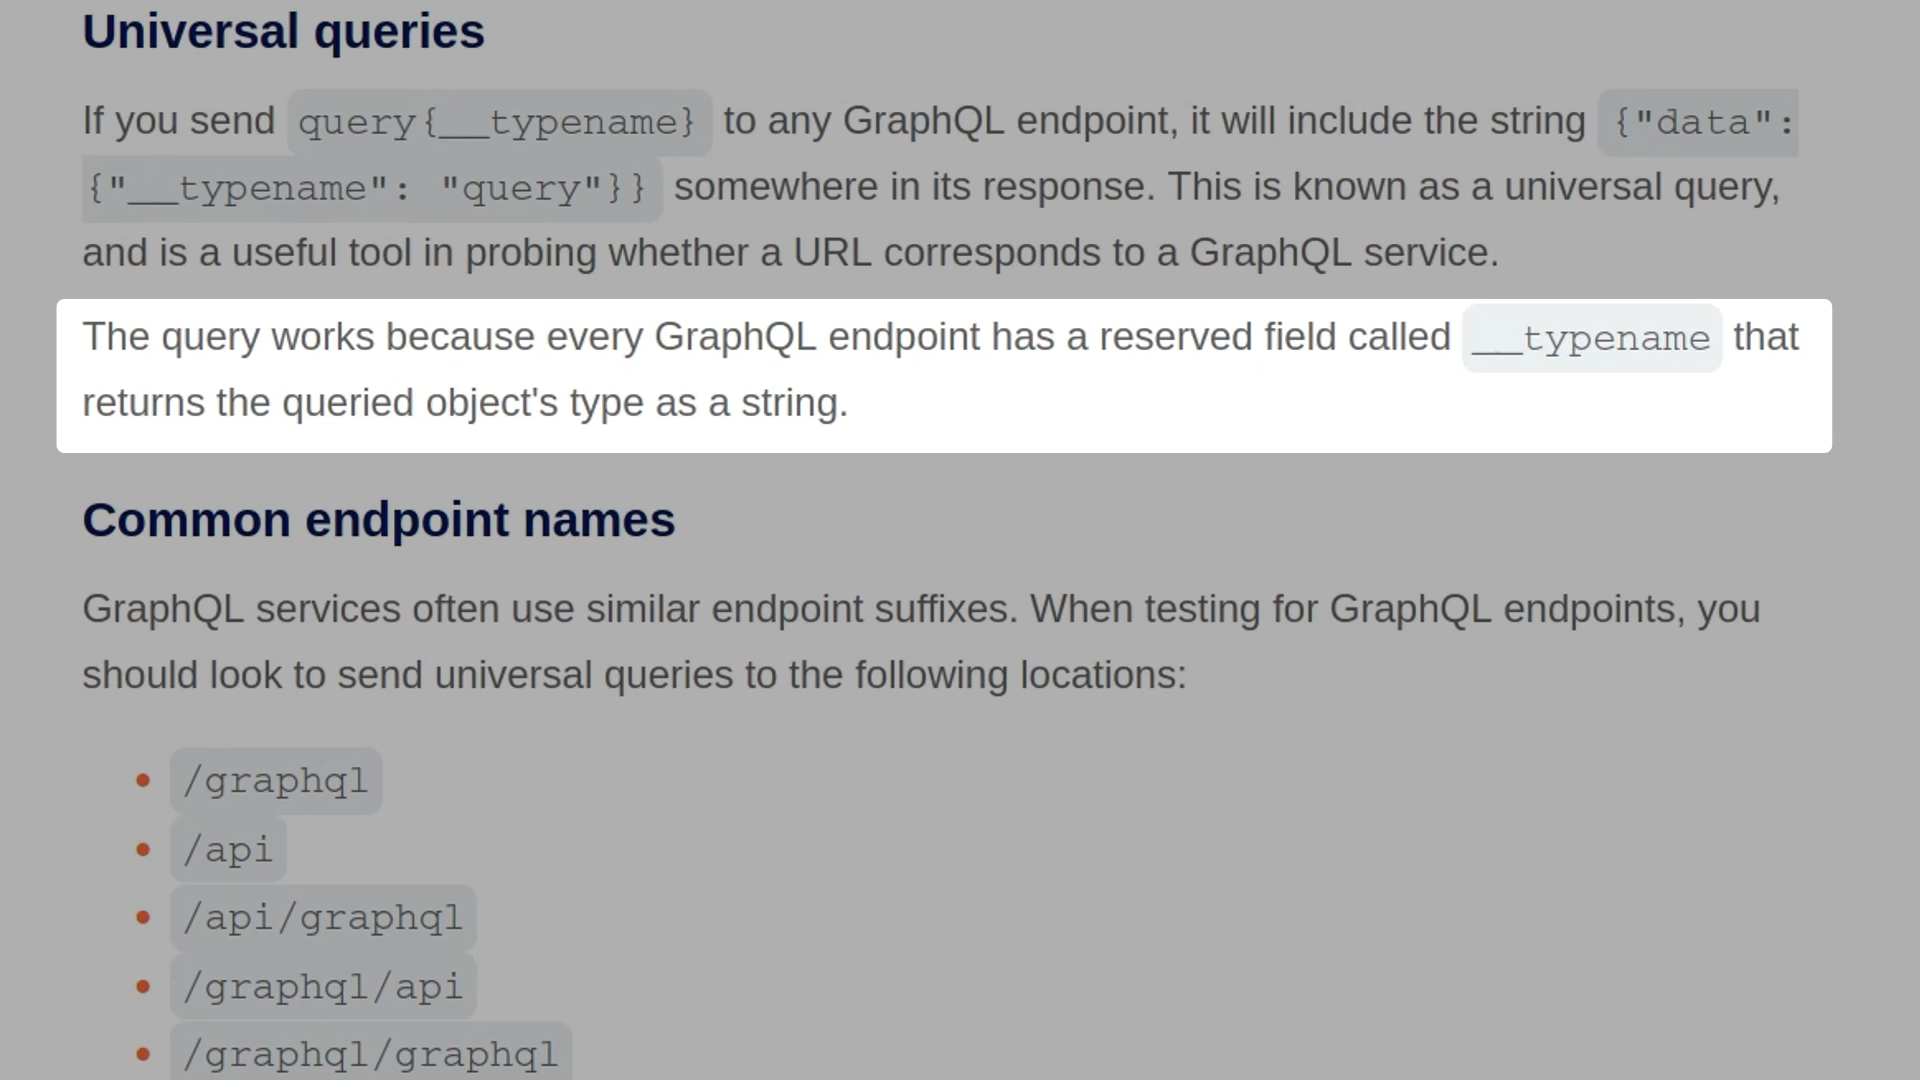 Universal queries
If you send query{__typename} to any GraphQL endpoint, it will include the string {"data":
{"__typename": "query"}} somewhere in its response. This is known as a universal query,
and is a useful tool in probing whether a URL corresponds to a GraphQL service.
The query works because every GraphQL endpoint has a reserved field called __typename that
returns the queried object's type as a string.
Common endpoint names
GraphQL services often use similar endpoint suffixes. When testing for GraphQL endpoints, you
should look to send universal queries to the following locations:
• /graphql
• /api
• /api/graphql
• /graphql/api
• /graphql/graphql